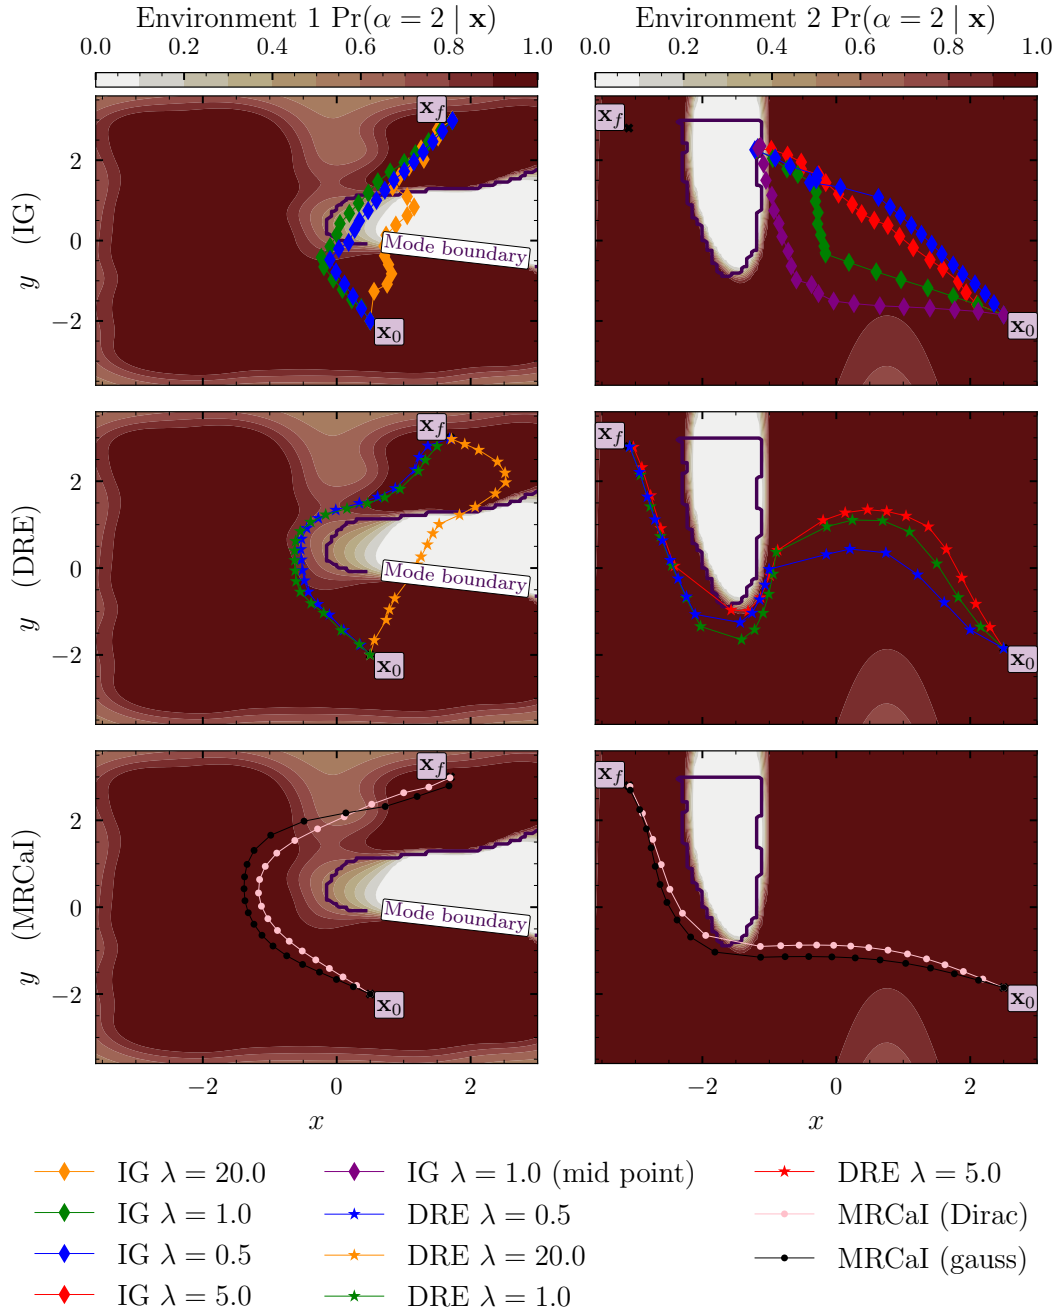 Environment 1 Pr(α = 2 | x)
Environment 2 Pr(α = 2 | x)
0.0 0.2 0.4 0.6 0.8 1.0
0.0 0.2 0.4 0.6 0.8 1.0
y (IG)
2
0
−2
x_f
Mode boundary
x_0
x_f
x_0
y (DRE)
2
0
−2
x_f
Mode boundary
x_0
x_f
x_0
y (MRCaI)
2
0
−2
x_f
Mode boundary
x_0
x_f
x_0
−2 0 2
−2 0 2
x
x
IG λ = 20.0
IG λ = 1.0
IG λ = 0.5
IG λ = 5.0
IG λ = 1.0 (mid point)
DRE λ = 0.5
DRE λ = 20.0
DRE λ = 1.0
DRE λ = 5.0
MRCaI (Dirac)
MRCaI (gauss)